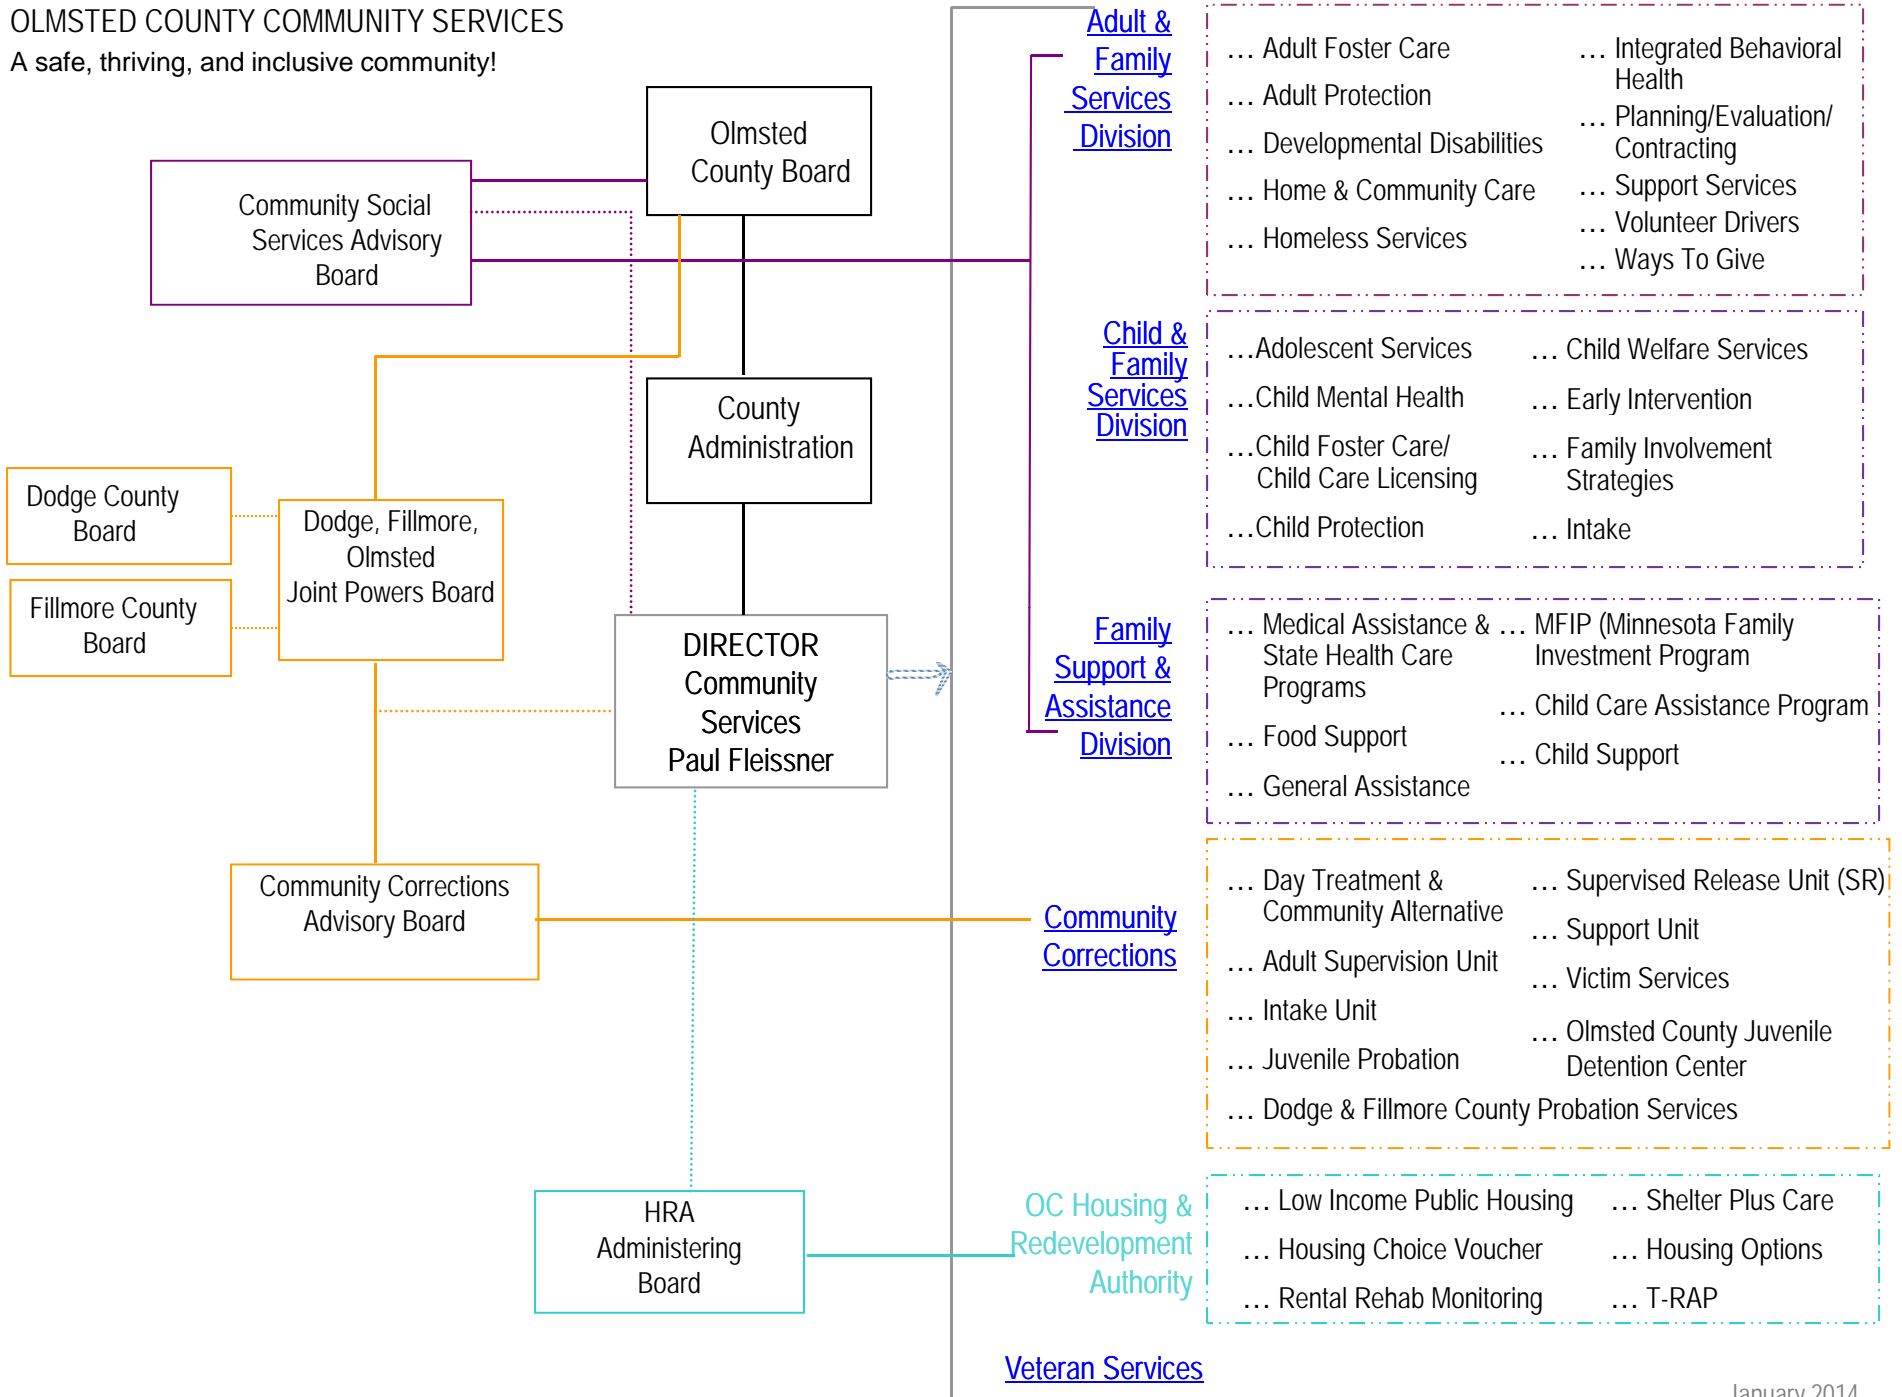 OLMSTED COUNTY COMMUNITY SERVICES
A safe, thriving, and inclusive community!
Olmsted
County Board
Community Social
Services Advisory
Board
County
Administration
Dodge County
Board
Fillmore County
Board
Dodge, Fillmore,
Olmsted
Joint Powers Board
DIRECTOR
Community
Services
Paul Fleissner
Community Corrections
Advisory Board
HRA
Administering
Board
Adult &
Family
Services
Division
… Adult Foster Care
… Adult Protection
… Developmental Disabilities
… Home & Community Care
… Homeless Services
… Integrated Behavioral
Health
… Planning/Evaluation/
Contracting
… Support Services
… Volunteer Drivers
… Ways To Give
Child &
Family
Services
Division
…Adolescent Services
…Child Mental Health
…Child Foster Care/
Child Care Licensing
…Child Protection
… Child Welfare Services
… Early Intervention
… Family Involvement
Strategies
… Intake
Family
Support &
Assistance
Division
… Medical Assistance &
State Health Care
Programs
… Food Support
… General Assistance
… MFIP (Minnesota Family
Investment Program
… Child Care Assistance Program
… Child Support
Community
Corrections
… Day Treatment &
Community Alternative
… Adult Supervision Unit
… Intake Unit
… Juvenile Probation
… Dodge & Fillmore County Probation Services
… Supervised Release Unit (SR)
… Support Unit
… Victim Services
… Olmsted County Juvenile
Detention Center
OC Housing &
Redevelopment
Authority
… Low Income Public Housing
… Housing Choice Voucher
… Rental Rehab Monitoring
… Shelter Plus Care
… Housing Options
… T-RAP
Veteran Services
January 2014